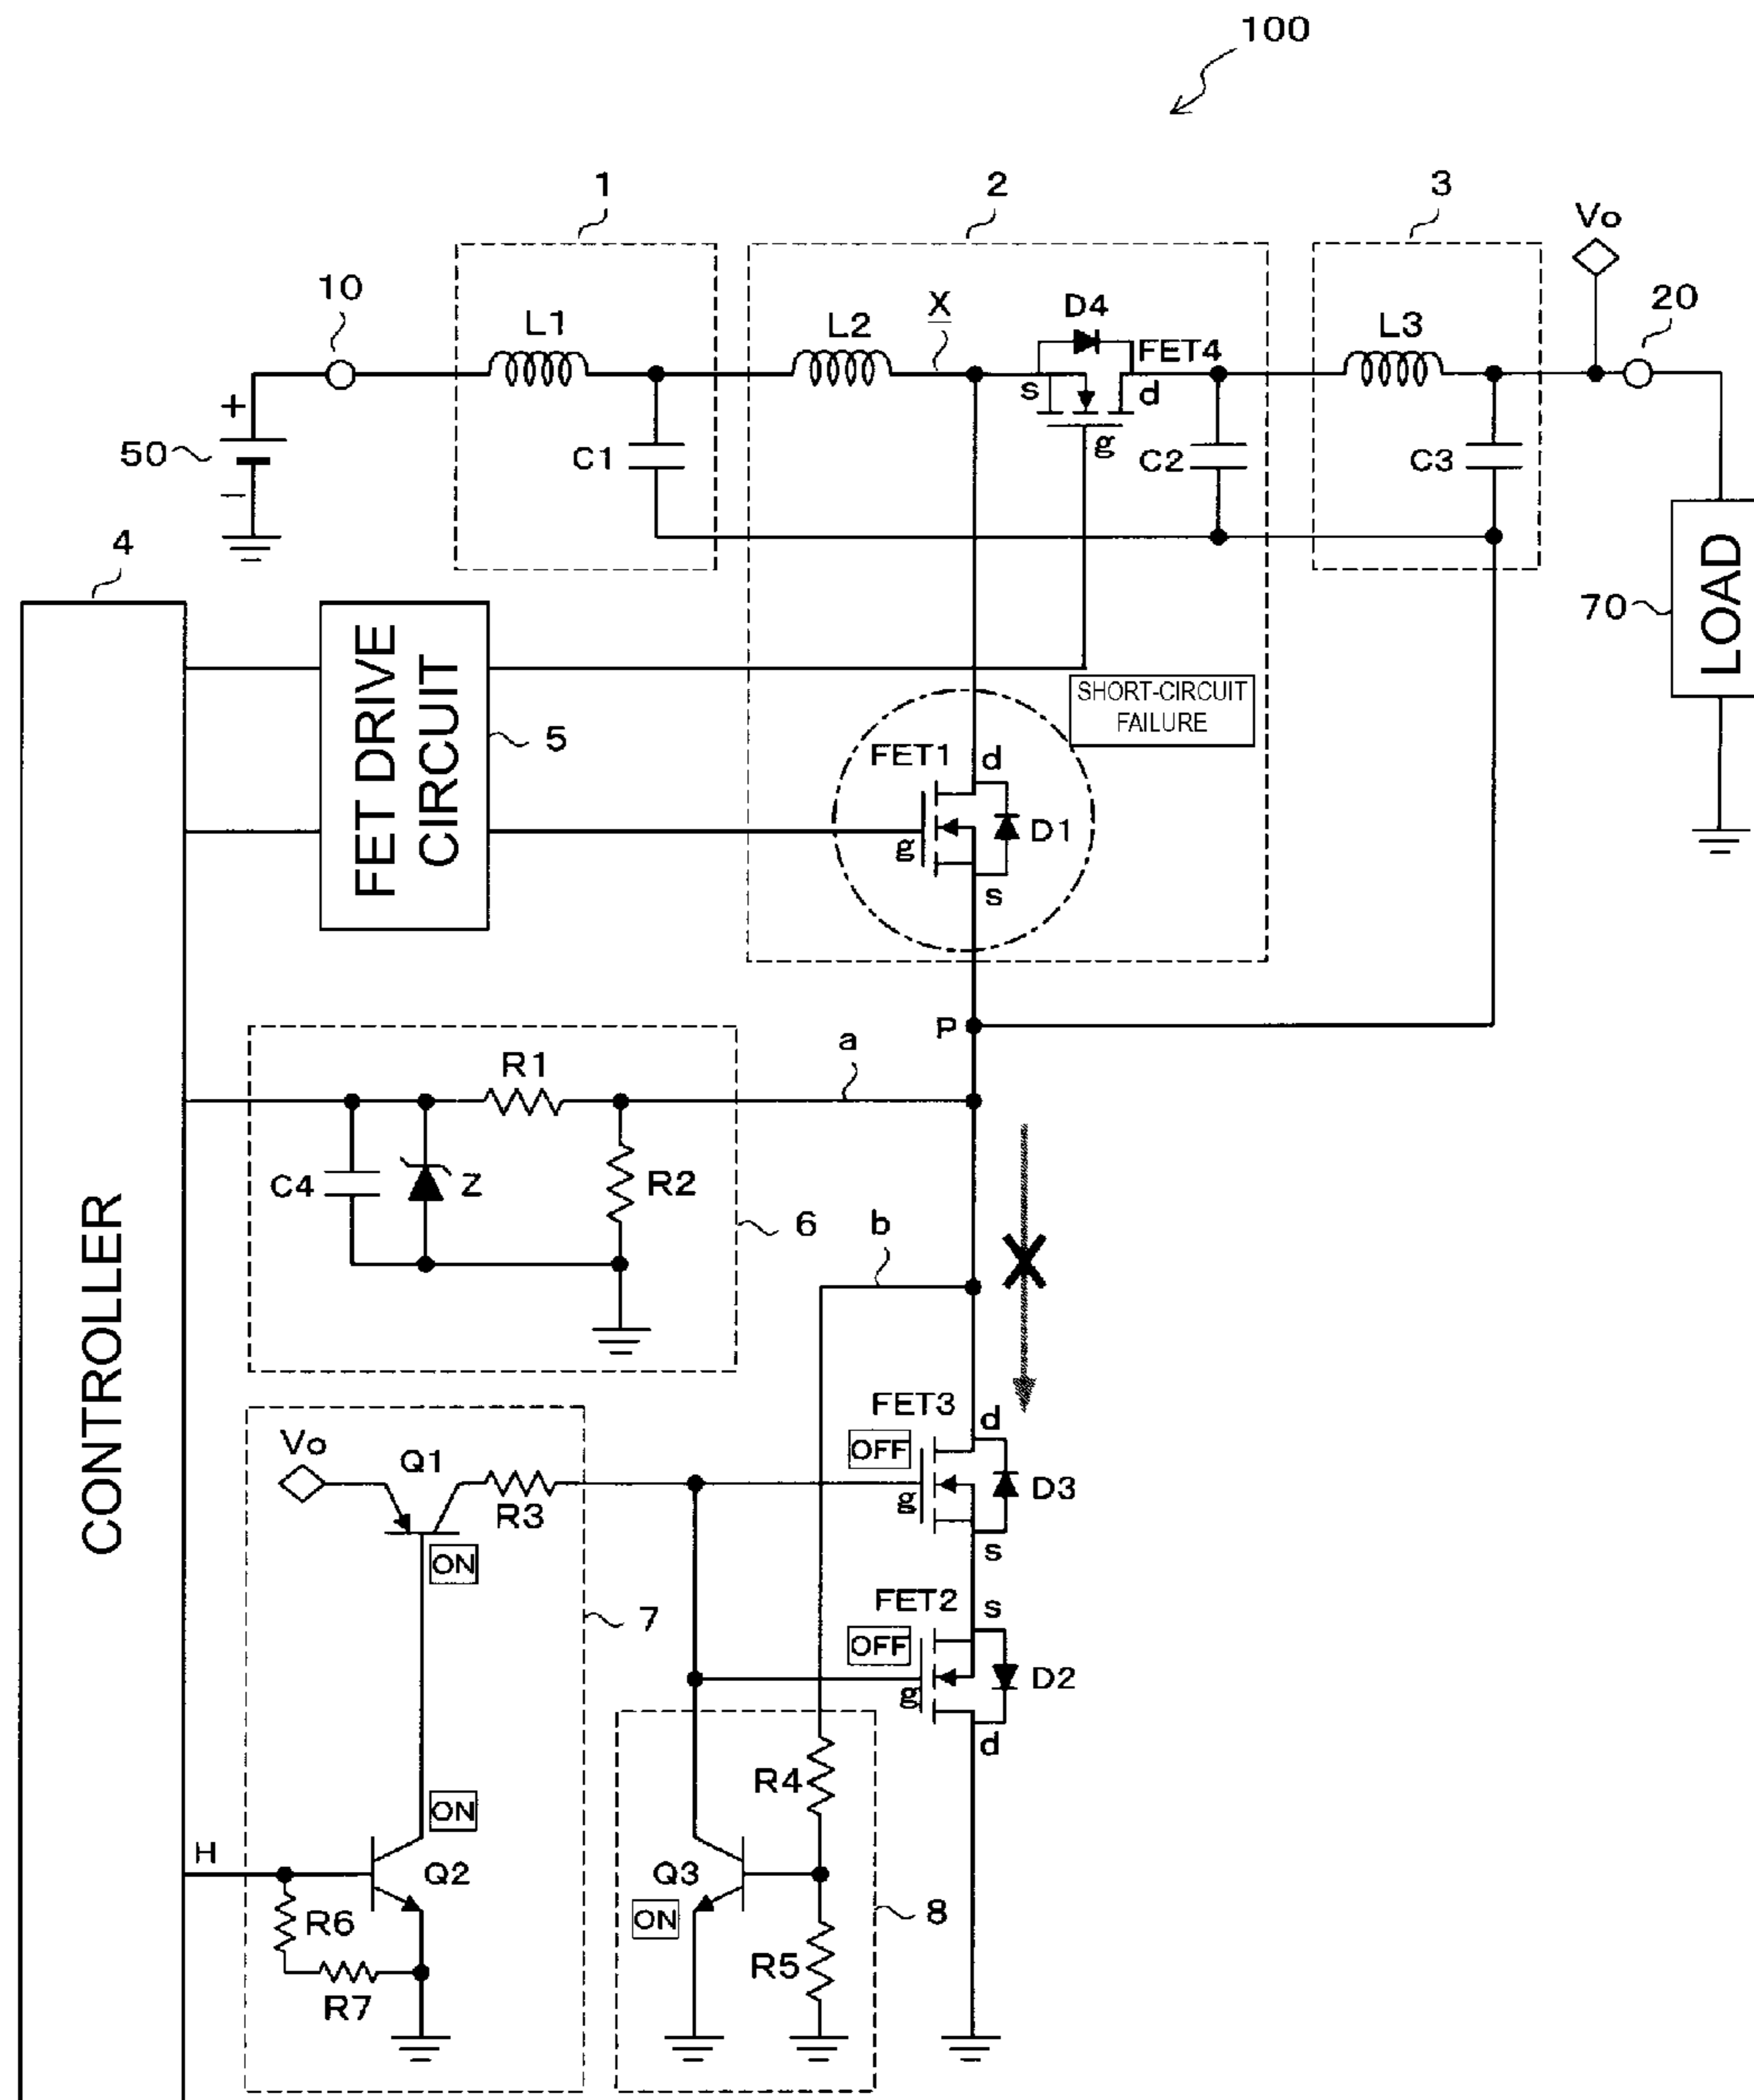 100
1
2
3
Vo
10
L1
L2
X
D4
FET4
L3
20
s
d
g
+
50
-
C1
C2
C3
4
FET DRIVE
CIRCUIT
5
SHORT-CIRCUIT
FAILURE
70
LOAD
FET1
d
g
D1
s
P
a
R1
C4
Z
R2
6
b
CONTROLLER
FET3
d
OFF
g
D3
s
Vo
Q1
R3
ON
7
FET2
s
OFF
g
D2
d
ON
R4
H
Q2
Q3
ON
8
R6
R5
R7